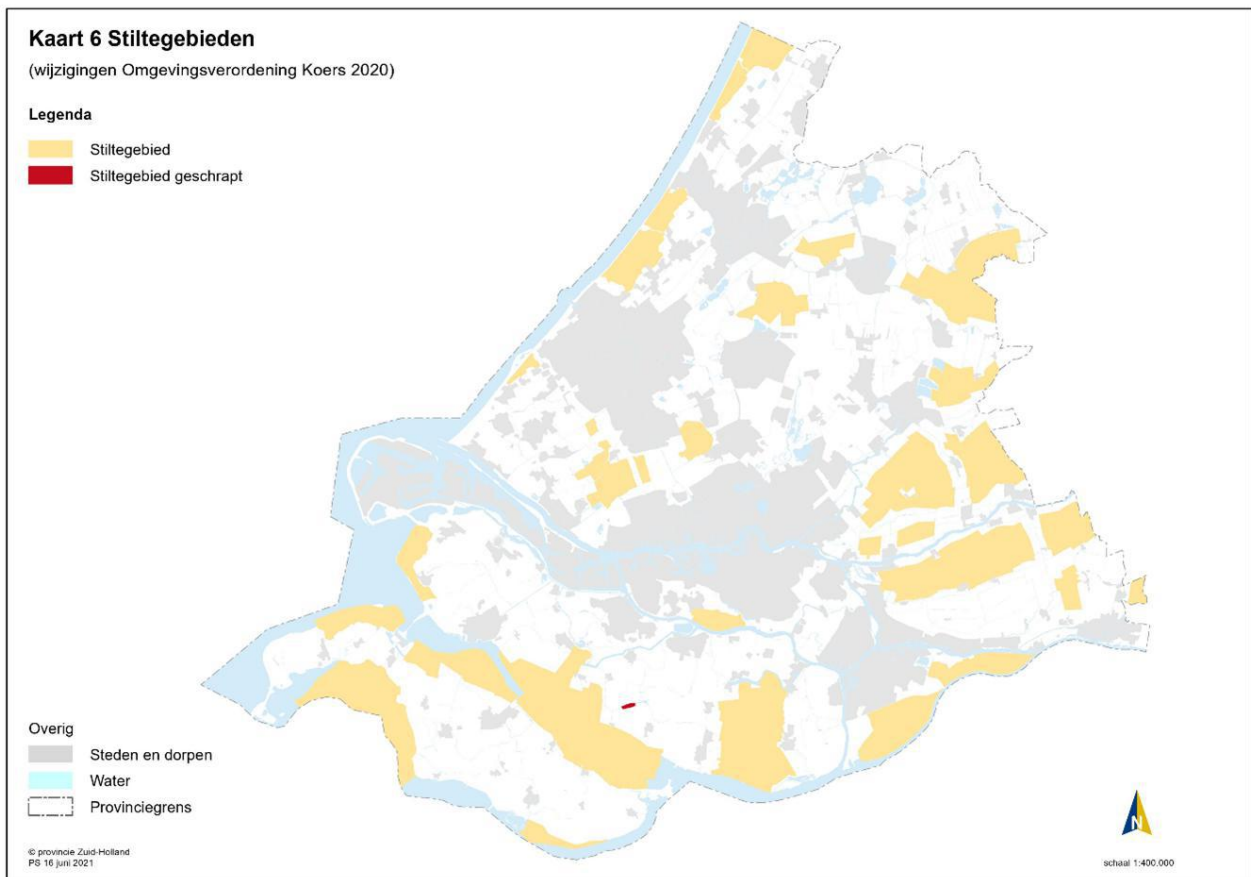 Kaart 6 Stiltegebieden
(wijzigingen Omgevingsverordening Koers 2020)
Legenda
Stiltegebied
Stiltegebied geschrapt
Overig
Steden en dorpen
Water
Provinciegrens
© provincie Zuid-Holland
PS 16 juni 2021
N
schaal 1:400.000